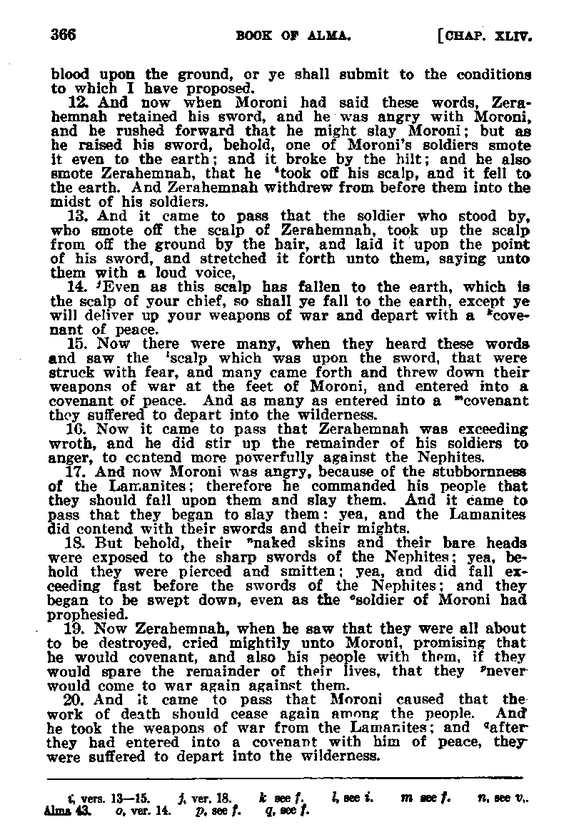 366 BOOK OF ALMA. [CHAP. XLIV.
blood upon the ground, or ye shall submit to the conditions
to which I have proposed.
12. And now when Moroni had said these words, Zera-
hemnah retained his sword, and he was angry with Moroni,
and he rushed forward that he might slay Moroni; but as
he raised his sword, behold, one of Moroni's soldiers smote
it even to the earth; and it broke by the hilt; and he also
smote Zerahemnah, that he ⁱtook off his scalp, and it fell to
the earth. And Zerahemnah withdrew from before them into the
midst of his soldiers.
13. And it came to pass that the soldier who stood by,
who smote off the scalp of Zerahemnah, took up the scalp
from off the ground by the hair, and laid it upon the point
of his sword, and stretched it forth unto them, saying unto
them with a loud voice,
14. ʲEven as this scalp has fallen to the earth, which is
the scalp of your chief, so shall ye fall to the earth, except ye
will deliver up your weapons of war and depart with a ᵏcove-
nant of peace.
15. Now there were many, when they heard these words
and saw the ˡscalp which was upon the sword, that were
struck with fear, and many came forth and threw down their
weapons of war at the feet of Moroni, and entered into a
covenant of peace. And as many as entered into a ᵐcovenant
they suffered to depart into the wilderness.
16. Now it came to pass that Zerahemnah was exceeding
wroth, and he did stir up the remainder of his soldiers to
anger, to contend more powerfully against the Nephites.
17. And now Moroni was angry, because of the stubbornness
of the Lamanites; therefore he commanded his people that
they should fall upon them and slay them. And it came to
pass that they began to slay them: yea, and the Lamanites
did contend with their swords and their mights.
18. But behold, their ⁿnaked skins and their bare heads
were exposed to the sharp swords of the Nephites; yea, be-
hold they were pierced and smitten; yea, and did fall ex-
ceeding fast before the swords of the Nephites; and they
began to be swept down, even as the ᵒsoldier of Moroni had
prophesied.
19. Now Zerahemnah, when he saw that they were all about
to be destroyed, cried mightily unto Moroni, promising that
he would covenant, and also his people with them, if they
would spare the remainder of their lives, that they ᵖnever
would come to war again against them.
20. And it came to pass that Moroni caused that the
work of death should cease again among the people. And
he took the weapons of war from the Lamanites; and qafter
they had entered into a covenant with him of peace, they
were suffered to depart into the wilderness.
i, vers. 13—15. j, ver. 18. k see f. l, see i. m see f. n, see v,.
Alma 43. o, ver. 14. p, see f. q, see f.